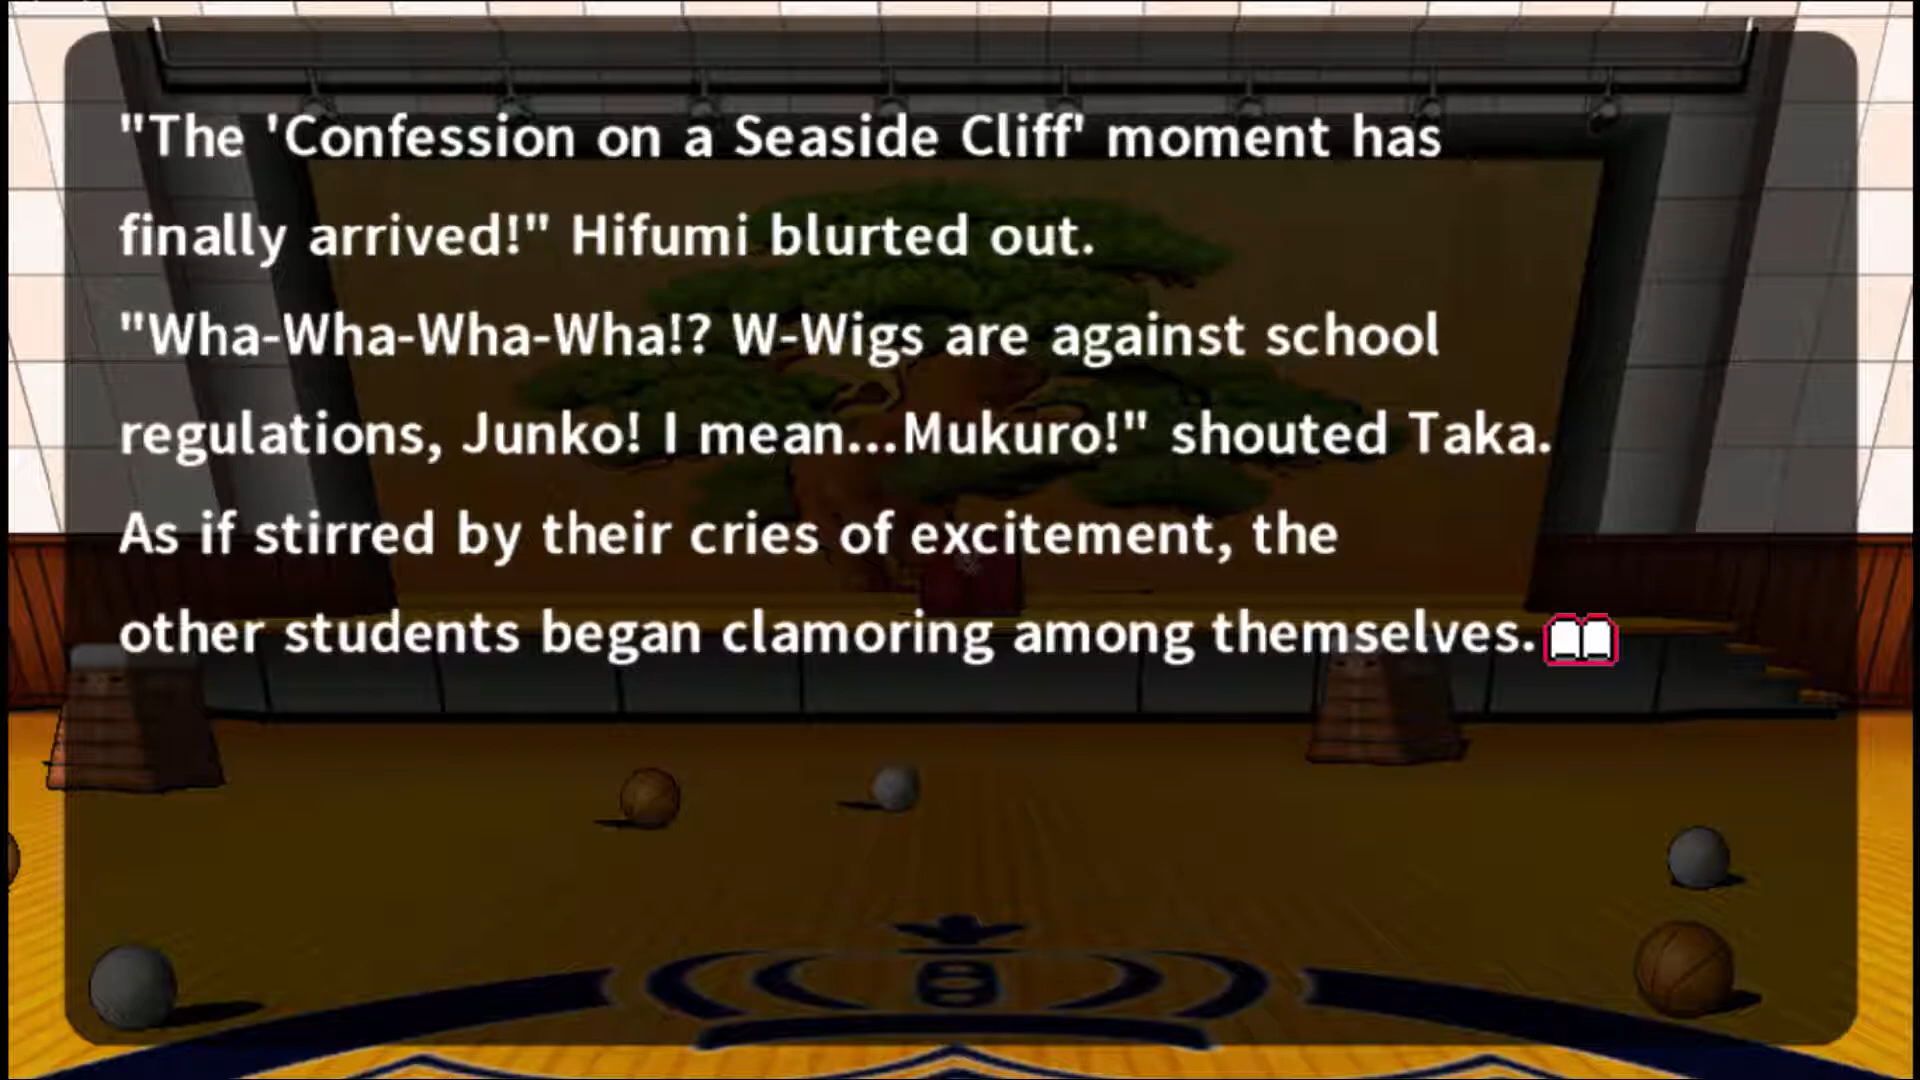 "The 'Confession on a Seaside Cliff' moment has
finally arrived!" Hifumi blurted out.
"Wha-Wha-Wha-Wha!? W-Wigs are against school
regulations, Junko! I mean...Mukuro!" shouted Taka.
As if stirred by their cries of excitement, the
other students began clamoring among themselves.